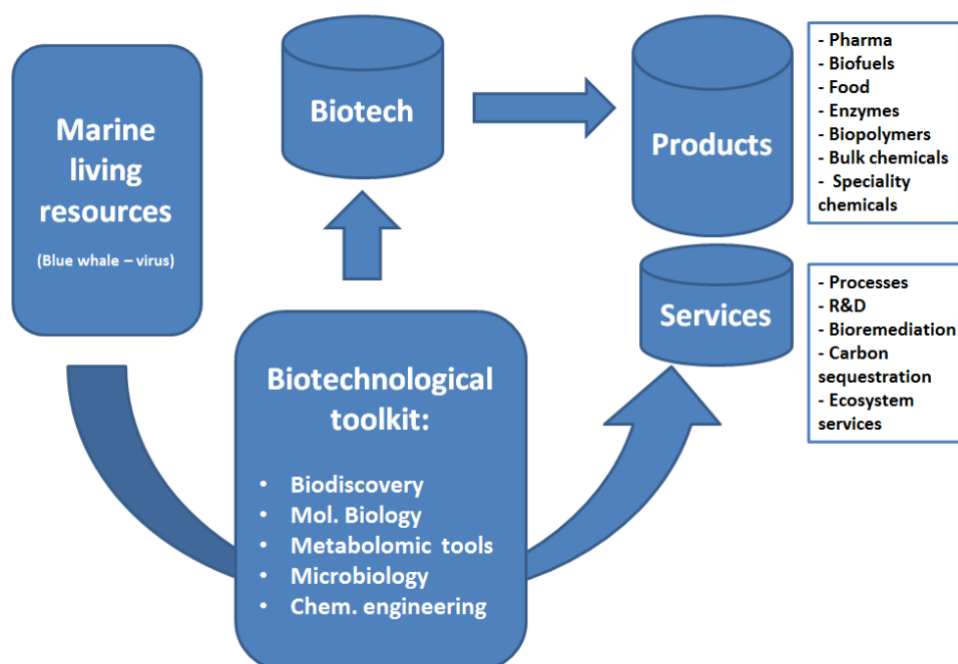 Marine
living
resources
(Blue whale – virus)
Biotech
Products
- Pharma
- Biofuels
- Food
- Enzymes
- Biopolymers
- Bulk chemicals
- Speciality
chemicals
Services
- Processes
- R&D
- Bioremediation
- Carbon
sequestration
- Ecosystem
services
Biotechnological
toolkit:
• Biodiscovery
• Mol. Biology
• Metabolomic tools
• Microbiology
• Chem. engineering